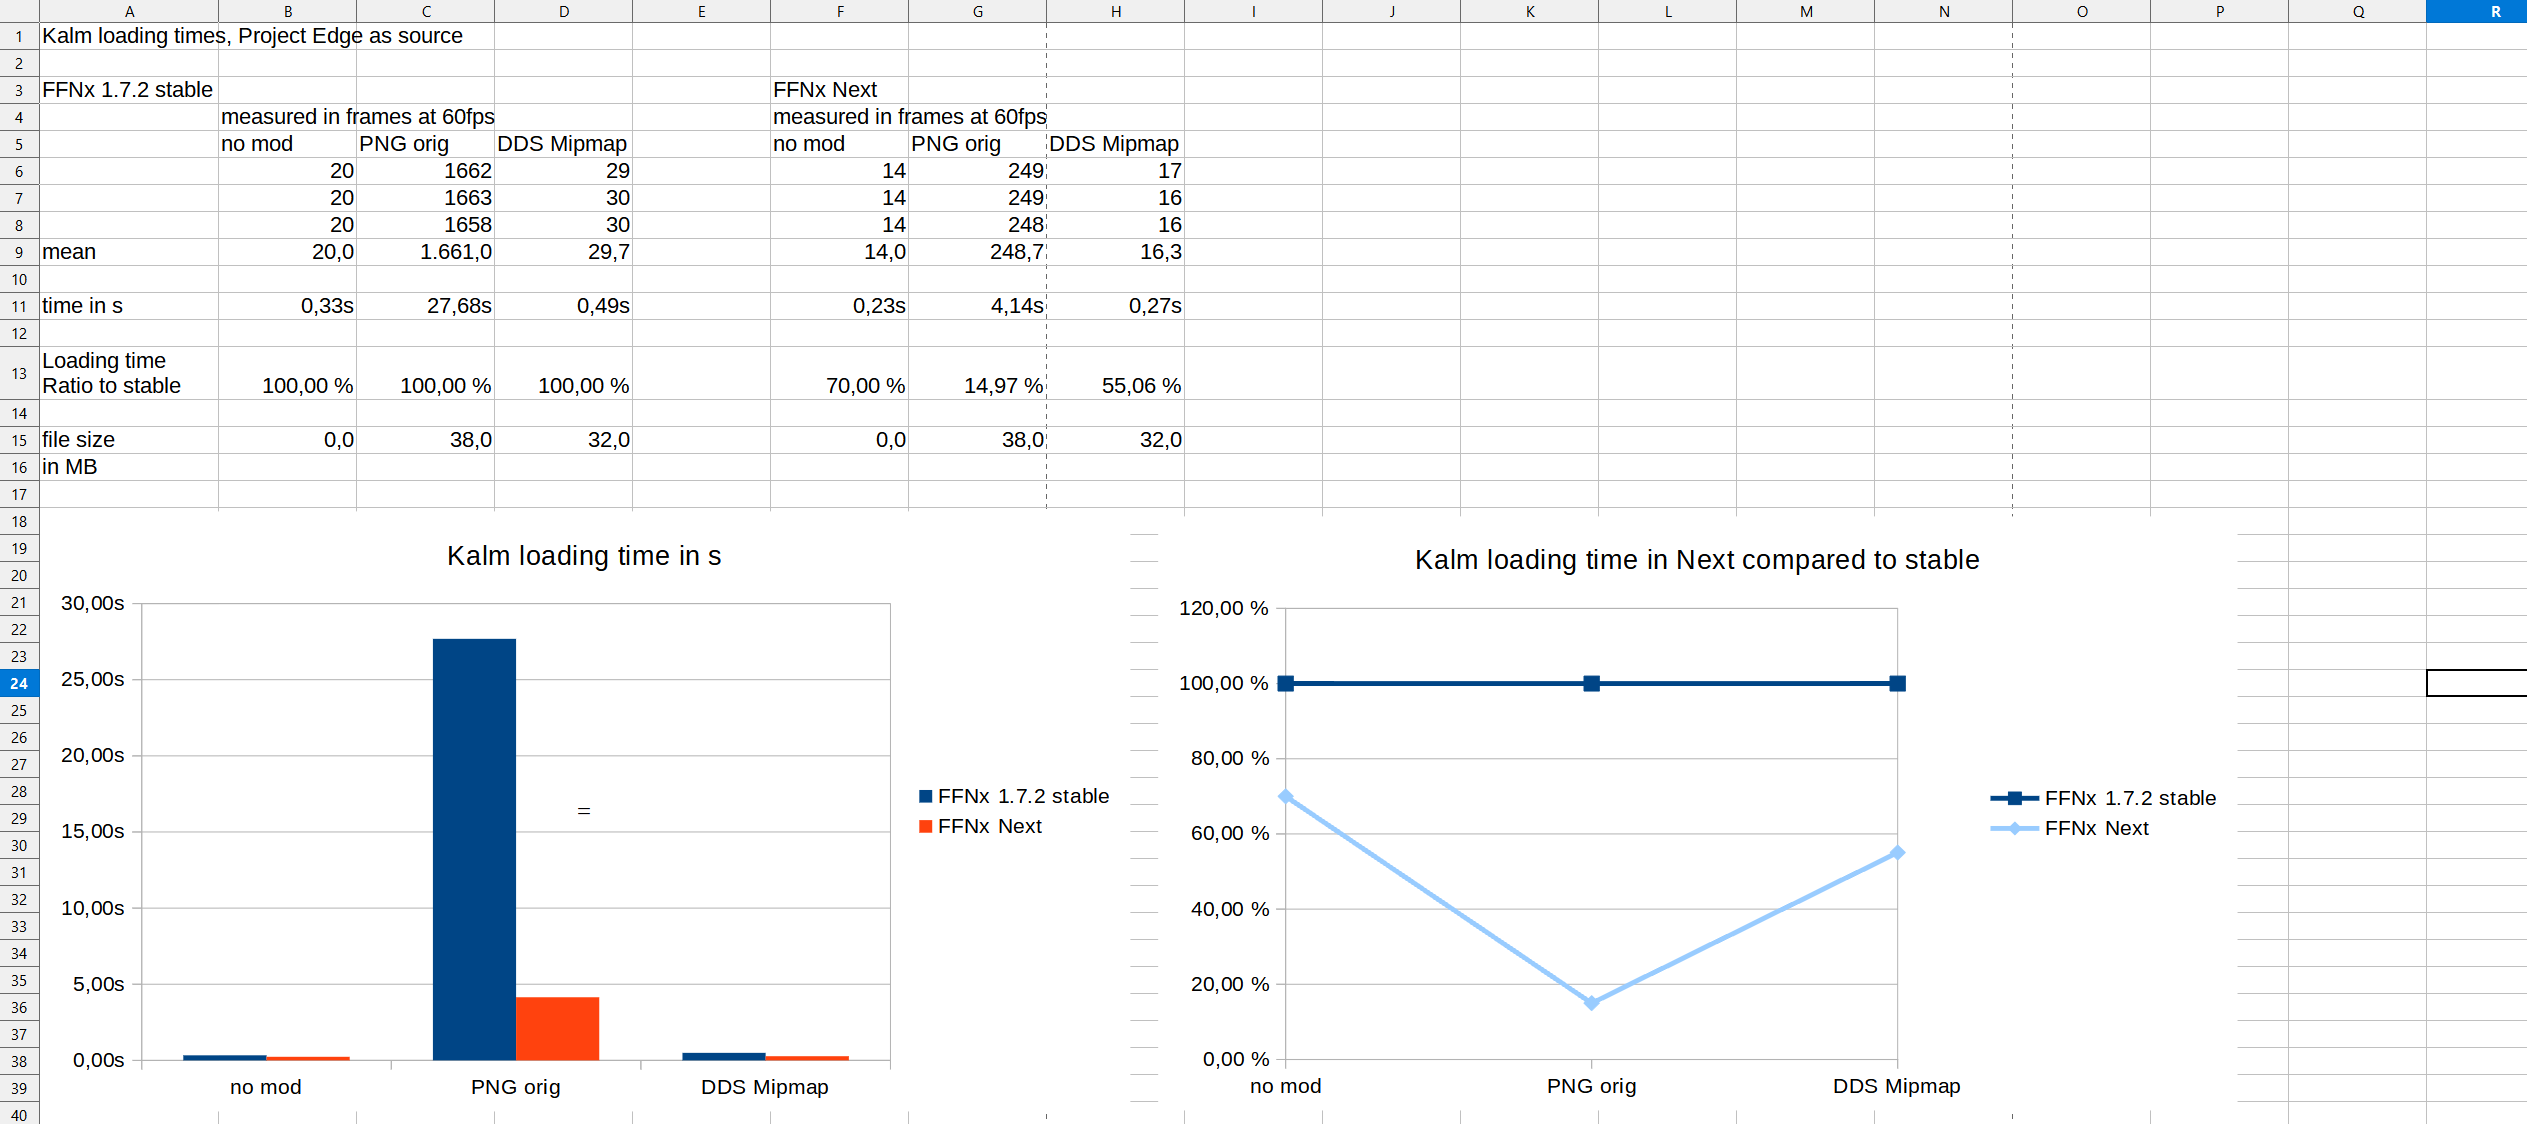 A B C D E F G H I J K L M N O P Q R
1 Kalm loading times, Project Edge as source
2
3 FFNx 1.7.2 stable FFNx Next
4 measured in frames at 60fps measured in frames at 60fps
5 no mod PNG orig DDS Mipmap no mod PNG orig DDS Mipmap
6 20 1662 29 14 249 17
7 20 1663 30 14 249 16
8 20 1658 30 14 248 16
9 mean 20,0 1.661,0 29,7 14,0 248,7 16,3
10
11 time in s 0,33s 27,68s 0,49s 0,23s 4,14s 0,27s
12
13 Loading time
Ratio to stable 100,00 % 100,00 % 100,00 % 70,00 % 14,97 % 55,06 %
14
15 file size 0,0 38,0 32,0 0,0 38,0 32,0
16 in MB
17
18
19
20
21
22
23
24
25
26
27
28
29
30
31
32
33
34
35
36
37
38
39
40
Kalm loading time in s
30,00s
25,00s
20,00s
15,00s
10,00s
5,00s
0,00s
=
no mod PNG orig DDS Mipmap
FFNx 1.7.2 stable
FFNx Next
Kalm loading time in Next compared to stable
120,00 %
100,00 %
80,00 %
60,00 %
40,00 %
20,00 %
0,00 %
no mod PNG orig DDS Mipmap
FFNx 1.7.2 stable
FFNx Next